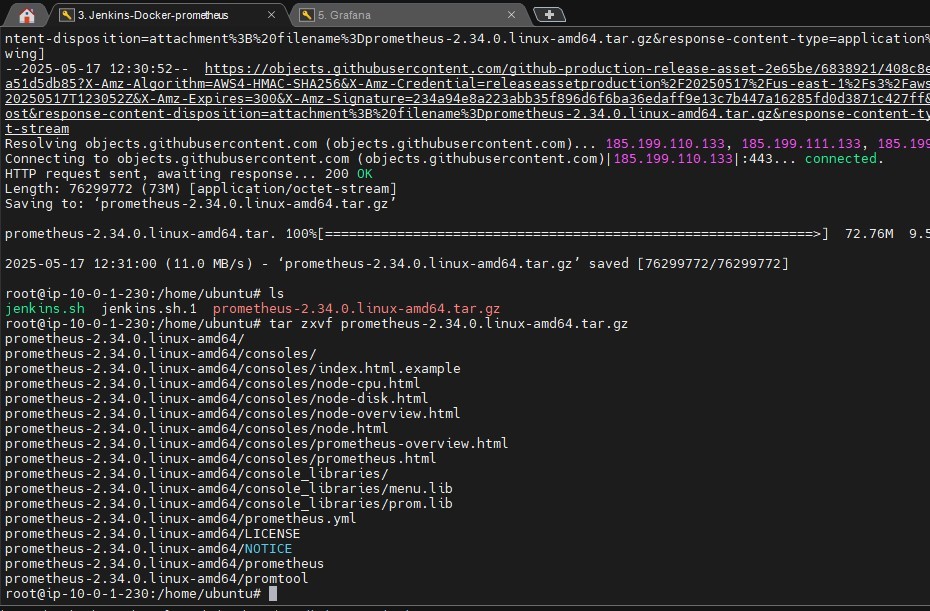 3. Jenkins-Docker-prometheus
5. Grafana
ntent-disposition=attachment%3B%20filename%3Dprometheus-2.34.0.linux-amd64.tar.gz&response-content-type=application%
wing]
--2025-05-17 12:30:52-- https://objects.githubusercontent.com/github-production-release-asset-2e65be/6838921/408c8e
a51d5db85?X-Amz-Algorithm=AWS4-HMAC-SHA256&X-Amz-Credential=releaseassetproduction%2F20250517%2Fus-east-1%2Fs3%2Faws
20250517T123052Z&X-Amz-Expires=300&X-Amz-Signature=234a94e8a223abb35f896d6f6ba36edaff9e13c7b447a16285fd0d3871c427ff&
ost&response-content-disposition=attachment%3B%20filename%3Dprometheus-2.34.0.linux-amd64.tar.gz&response-content-ty
t-stream
Resolving objects.githubusercontent.com (objects.githubusercontent.com)... 185.199.110.133, 185.199.111.133, 185.199
Connecting to objects.githubusercontent.com (objects.githubusercontent.com)|185.199.110.133|:443... connected.
HTTP request sent, awaiting response... 200 OK
Length: 76299772 (73M) [application/octet-stream]
Saving to: ‘prometheus-2.34.0.linux-amd64.tar.gz’
prometheus-2.34.0.linux-amd64.tar. 100%[=============================================================>] 72.76M 9.5
2025-05-17 12:31:00 (11.0 MB/s) - ‘prometheus-2.34.0.linux-amd64.tar.gz’ saved [76299772/76299772]
root@ip-10-0-1-230:/home/ubuntu# ls
jenkins.sh jenkins.sh.1 prometheus-2.34.0.linux-amd64.tar.gz
root@ip-10-0-1-230:/home/ubuntu# tar zxvf prometheus-2.34.0.linux-amd64.tar.gz
prometheus-2.34.0.linux-amd64/
prometheus-2.34.0.linux-amd64/consoles/
prometheus-2.34.0.linux-amd64/consoles/index.html.example
prometheus-2.34.0.linux-amd64/consoles/node-cpu.html
prometheus-2.34.0.linux-amd64/consoles/node-disk.html
prometheus-2.34.0.linux-amd64/consoles/node-overview.html
prometheus-2.34.0.linux-amd64/consoles/node.html
prometheus-2.34.0.linux-amd64/consoles/prometheus-overview.html
prometheus-2.34.0.linux-amd64/consoles/prometheus.html
prometheus-2.34.0.linux-amd64/console_libraries/
prometheus-2.34.0.linux-amd64/console_libraries/menu.lib
prometheus-2.34.0.linux-amd64/console_libraries/prom.lib
prometheus-2.34.0.linux-amd64/prometheus.yml
prometheus-2.34.0.linux-amd64/LICENSE
prometheus-2.34.0.linux-amd64/NOTICE
prometheus-2.34.0.linux-amd64/prometheus
prometheus-2.34.0.linux-amd64/promtool
root@ip-10-0-1-230:/home/ubuntu#